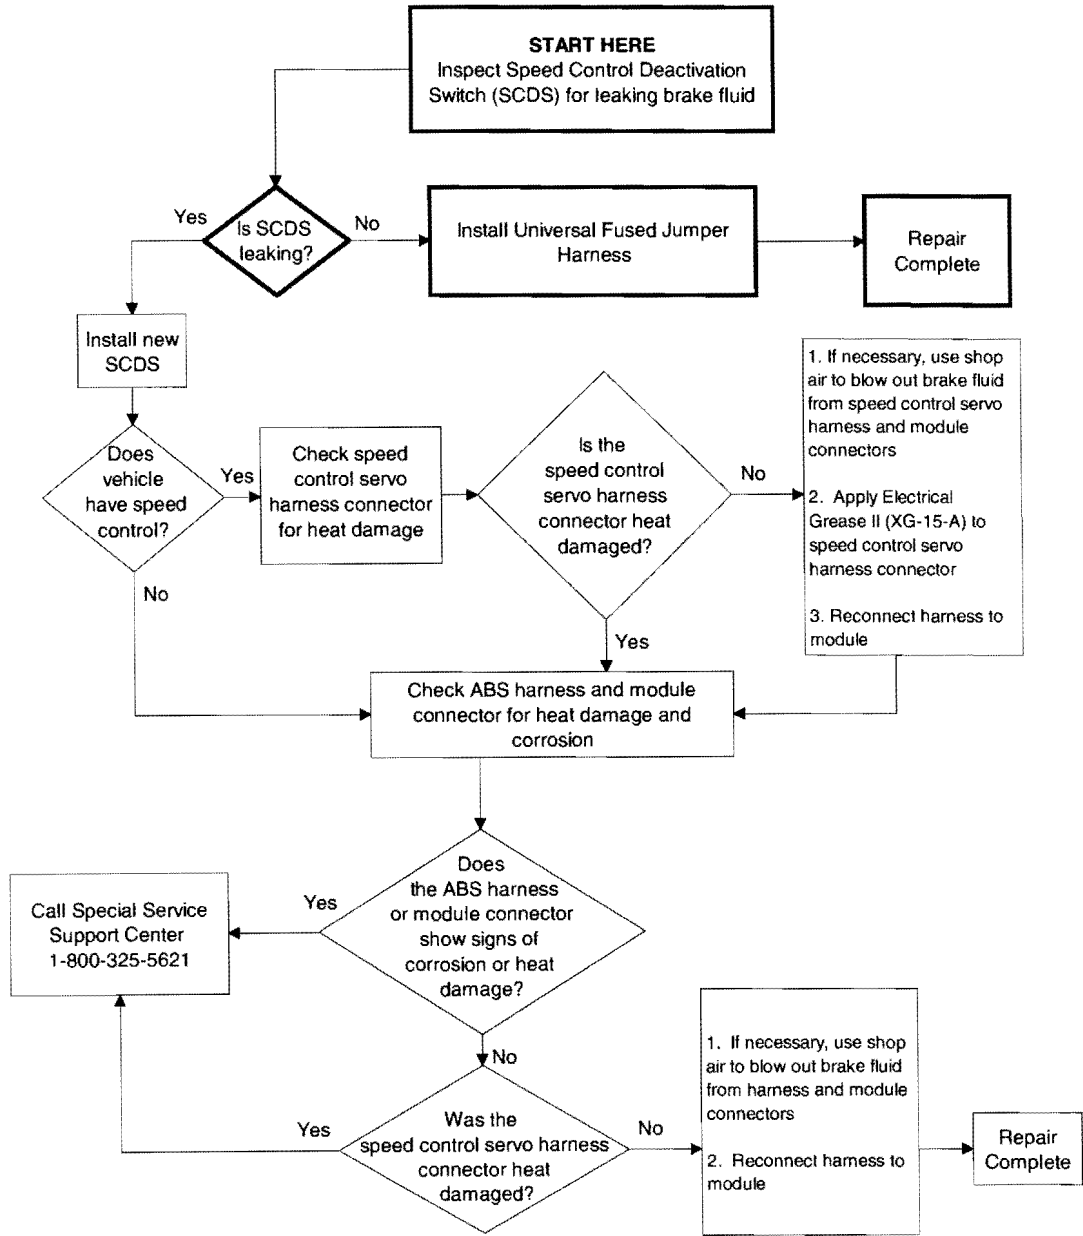 START HERE
Inspect Speed Control Deactivation
Switch (SCDS) for leaking brake fluid
Yes
Is SCDS
leaking?
No
Install Universal Fused Jumper
Harness
Repair
Complete
Install new
SCDS
Does
vehicle
have speed
control?
Yes
No
Check speed
control servo
harness connector
for heat damage
Is the
speed control
servo harness
connector heat
damaged?
No
Yes
1. If necessary, use shop
air to blow out brake fluid
from speed control servo
harness and module
connectors
2. Apply Electrical
Grease II (XG-15-A) to
speed control servo
harness connector
3. Reconnect harness to
module
Check ABS harness and module
connector for heat damage and
corrosion
Does
the ABS harness
or module connector
show signs of
corrosion or heat
damage?
Yes
No
Call Special Service
Support Center
1-800-325-5621
Was the
speed control servo harness
connector heat
damaged?
Yes
No
1. If necessary, use shop
air to blow out brake fluid
from harness and module
connectors
2. Reconnect harness to
module
Repair
Complete